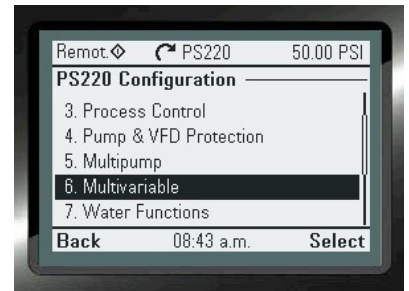 Remot. PS220 50.00 PSI
PS220 Configuration
3. Process Control
4. Pump & VFD Protection
5. Multipump
6. Multivariable
7. Water Functions
Back 08:43 a.m. Select